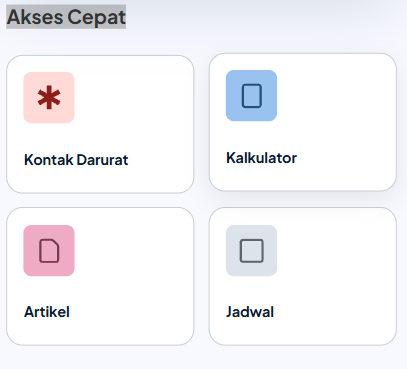 Akses Cepat
Kontak Darurat
Kalkulator
Artikel
Jadwal